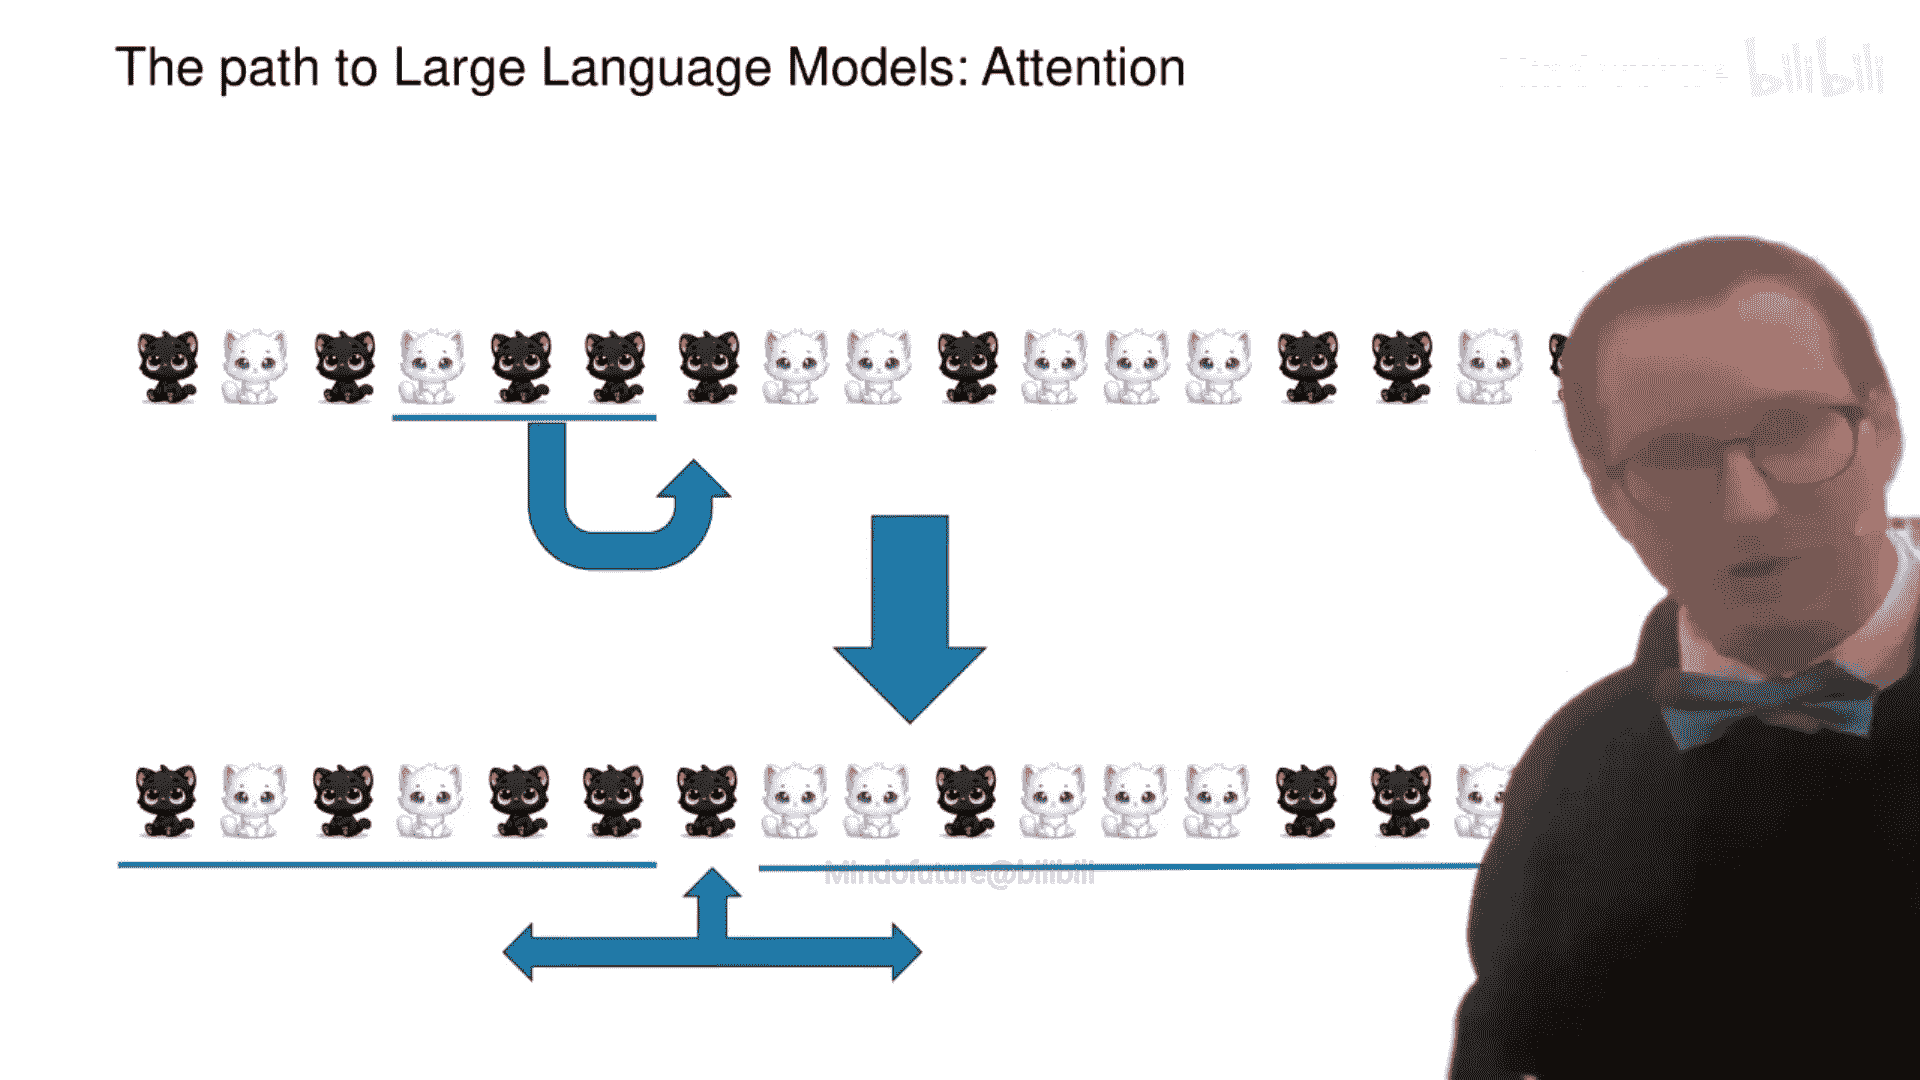 The path to Large Language Models: Attention
bilibili
Mindofuture@bilibili